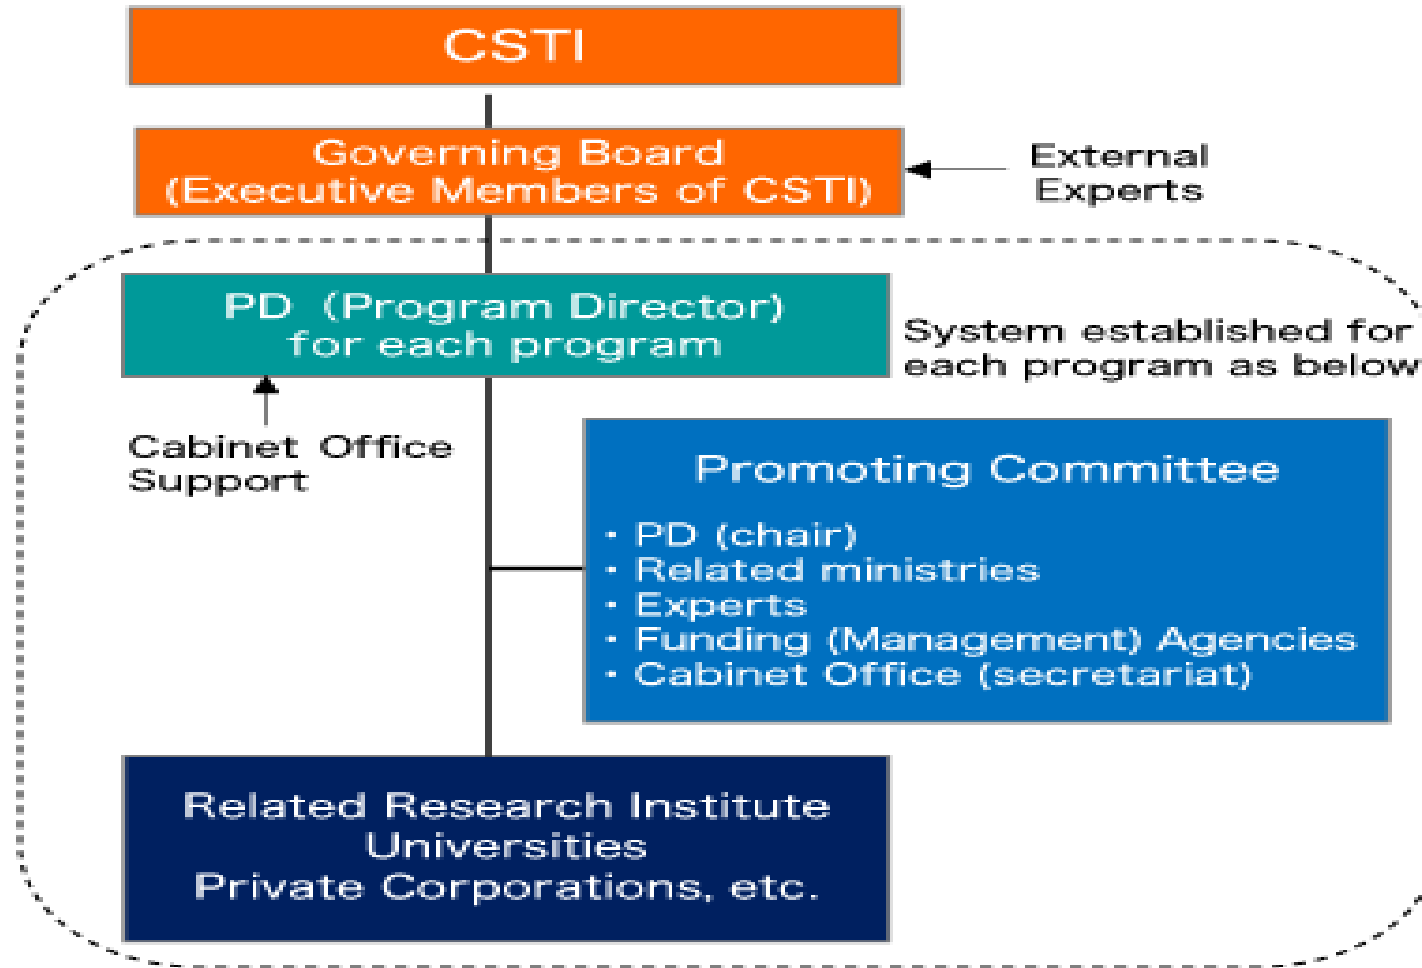 CSTI
Governing Board
(Executive Members of CSTI)
External
Experts
PD (Program Director)
for each program
System established for
each program as below
Cabinet Office
Support
Promoting Committee
・PD (chair)
・Related ministries
・Experts
・Funding (Management) Agencies
・Cabinet Office (secretariat)
Related Research Institute
Universities
Private Corporations, etc.